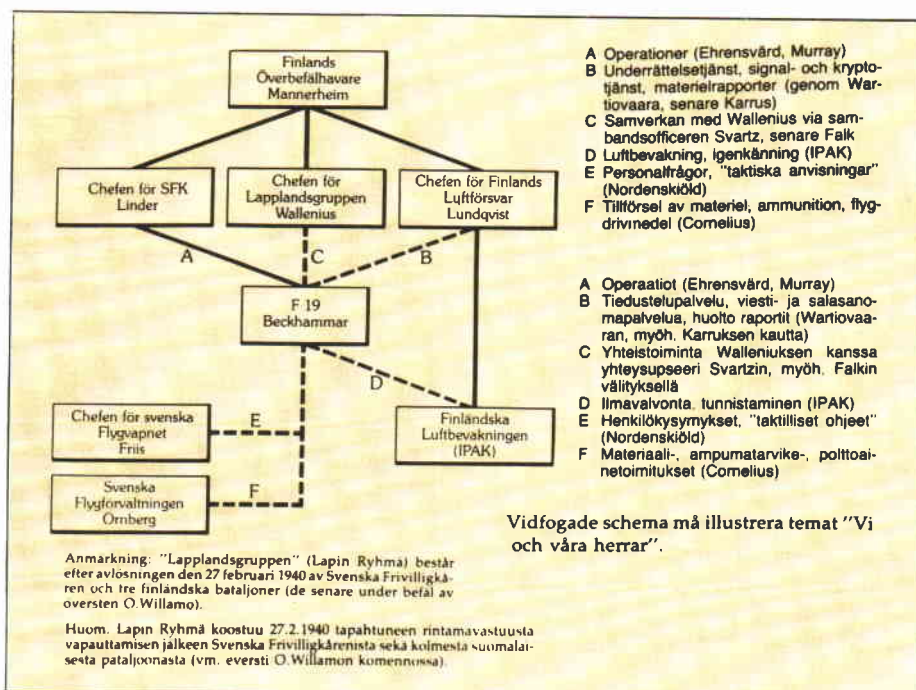 Finlands
Överbefälhavare
Mannerheim
Chefen för SFK
Linder
Chefen för
Lapplandsgruppen
Wallenius
Chefen för Finlands
Luftförsvar
Lundqvist
A
C
B
F 19
Beckhammar
D
Chefen för svenska
Flygvapnet
Friis
E
Finländska
Luftbevakningen
(IPAK)
Svenska
Flygförvaltningen
Örnberg
F
A Operationer (Ehrensvärd, Murray)
B Underrättelsetjänst, signal- och krypto-
tjänst, materielrapporter (genom War-
tiovaara, senare Karrus)
C Samverkan med Wallenius via sam-
bandsofficeren Svartz, senare Falk
D Luftbevakning, igenkänning (IPAK)
E Personalfrågor, "taktiska anvisningar"
(Nordenskiöld)
F Tillförsel av materiel, ammunition, flyg-
drivmedel (Cornelius)
A Operaatiot (Ehrensvärd, Murray)
B Tiedustelupalvelu, viesti- ja salasano-
mapalvelua, huolto raportit (Wartiovaa-
ran, myöh. Karruksen kautta)
C Yhteistoiminta Walleniuksen kanssa
yhteysupseeri Svartzin, myöh. Falkin
välityksellä
D Ilmavalvonta, tunnistaminen (IPAK)
E Henkilökysymykset, "taktilliset ohjeet"
(Nordenskiöld)
F Materiaali-, ampumatarvike-, polttoai-
netoimitukset (Cornelius)
Vidfogade schema må illustrera temat "Vi
och våra herrar".
Anmärkning: "Lapplandsgruppen" (Lapin Ryhmä) består
efter avlösningen den 27 februari 1940 av Svenska Frivilligkå-
ren och tre finländska bataljoner (de senare under befäl av
översten O.Willamo).
Huom. Lapin Ryhmä koostuu 27.2.1940 tapahtuneen rintamavastuusta
vapauttamisen jälkeen Svenska Frivilligkårenista sekä kolmesta suomalai-
sesta pataljoonasta (vm. eversti O.Willamon komennossa).